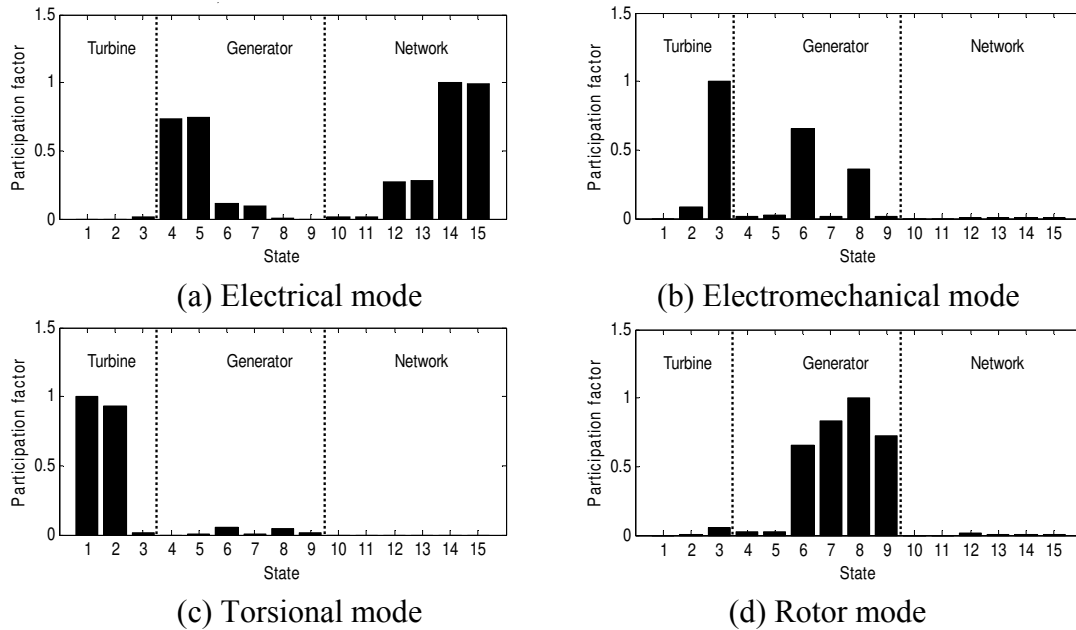 1.5
Turbine Generator Network
1
0.5
0
Participation factor
1 2 3 4 5 6 7 8 9 10 11 12 13 14 15
State
(a) Electrical mode
1.5
Turbine Generator Network
1
0.5
0
Participation factor
1 2 3 4 5 6 7 8 9 10 11 12 13 14 15
State
(b) Electromechanical mode
1.5
Turbine Generator Network
1
0.5
0
Participation factor
1 2 3 4 5 6 7 8 9 10 11 12 13 14 15
State
(c) Torsional mode
1.5
Turbine Generator Network
1
0.5
0
Participation factor
1 2 3 4 5 6 7 8 9 10 11 12 13 14 15
State
(d) Rotor mode